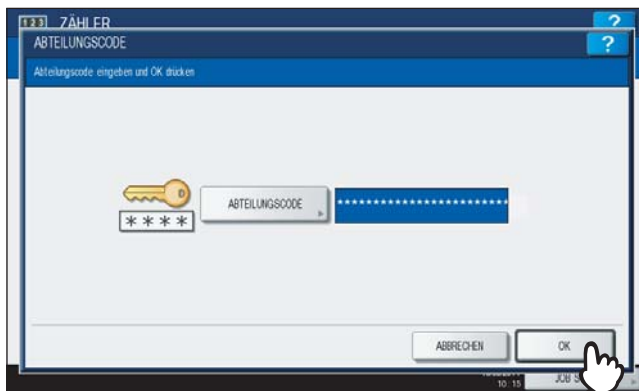 123 ZÄHLER ?
ABTEILUNGSCODE ?
Abteilungscode eingeben und OK drücken
ABTEILUNGSCODE *************************
****
ABBRECHEN OK
10:15 JOB S